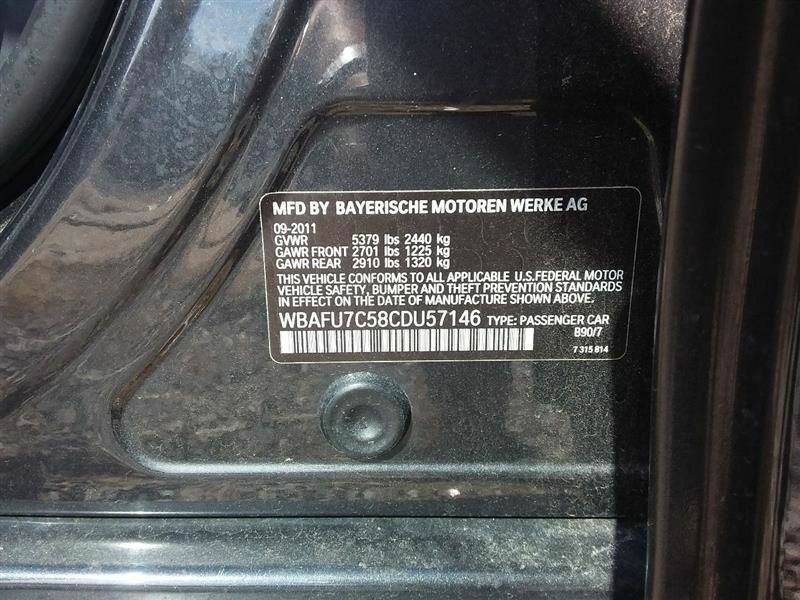 MFD BY BAYERISCHE MOTOREN WERKE AG
09-2011
GVWR 5379 lbs 2440 kg
GAWR FRONT 2701 lbs 1225 kg
GAWR REAR 2910 lbs 1320 kg
THIS VEHICLE CONFORMS TO ALL APPLICABLE U.S.FEDERAL MOTOR
VEHICLE SAFETY, BUMPER AND THEFT PREVENTION STANDARDS
IN EFFECT ON THE DATE OF MANUFACTURE SHOWN ABOVE.
WBAFU7C58CDU57146 TYPE: PASSENGER CAR
B90/7
7 315 814